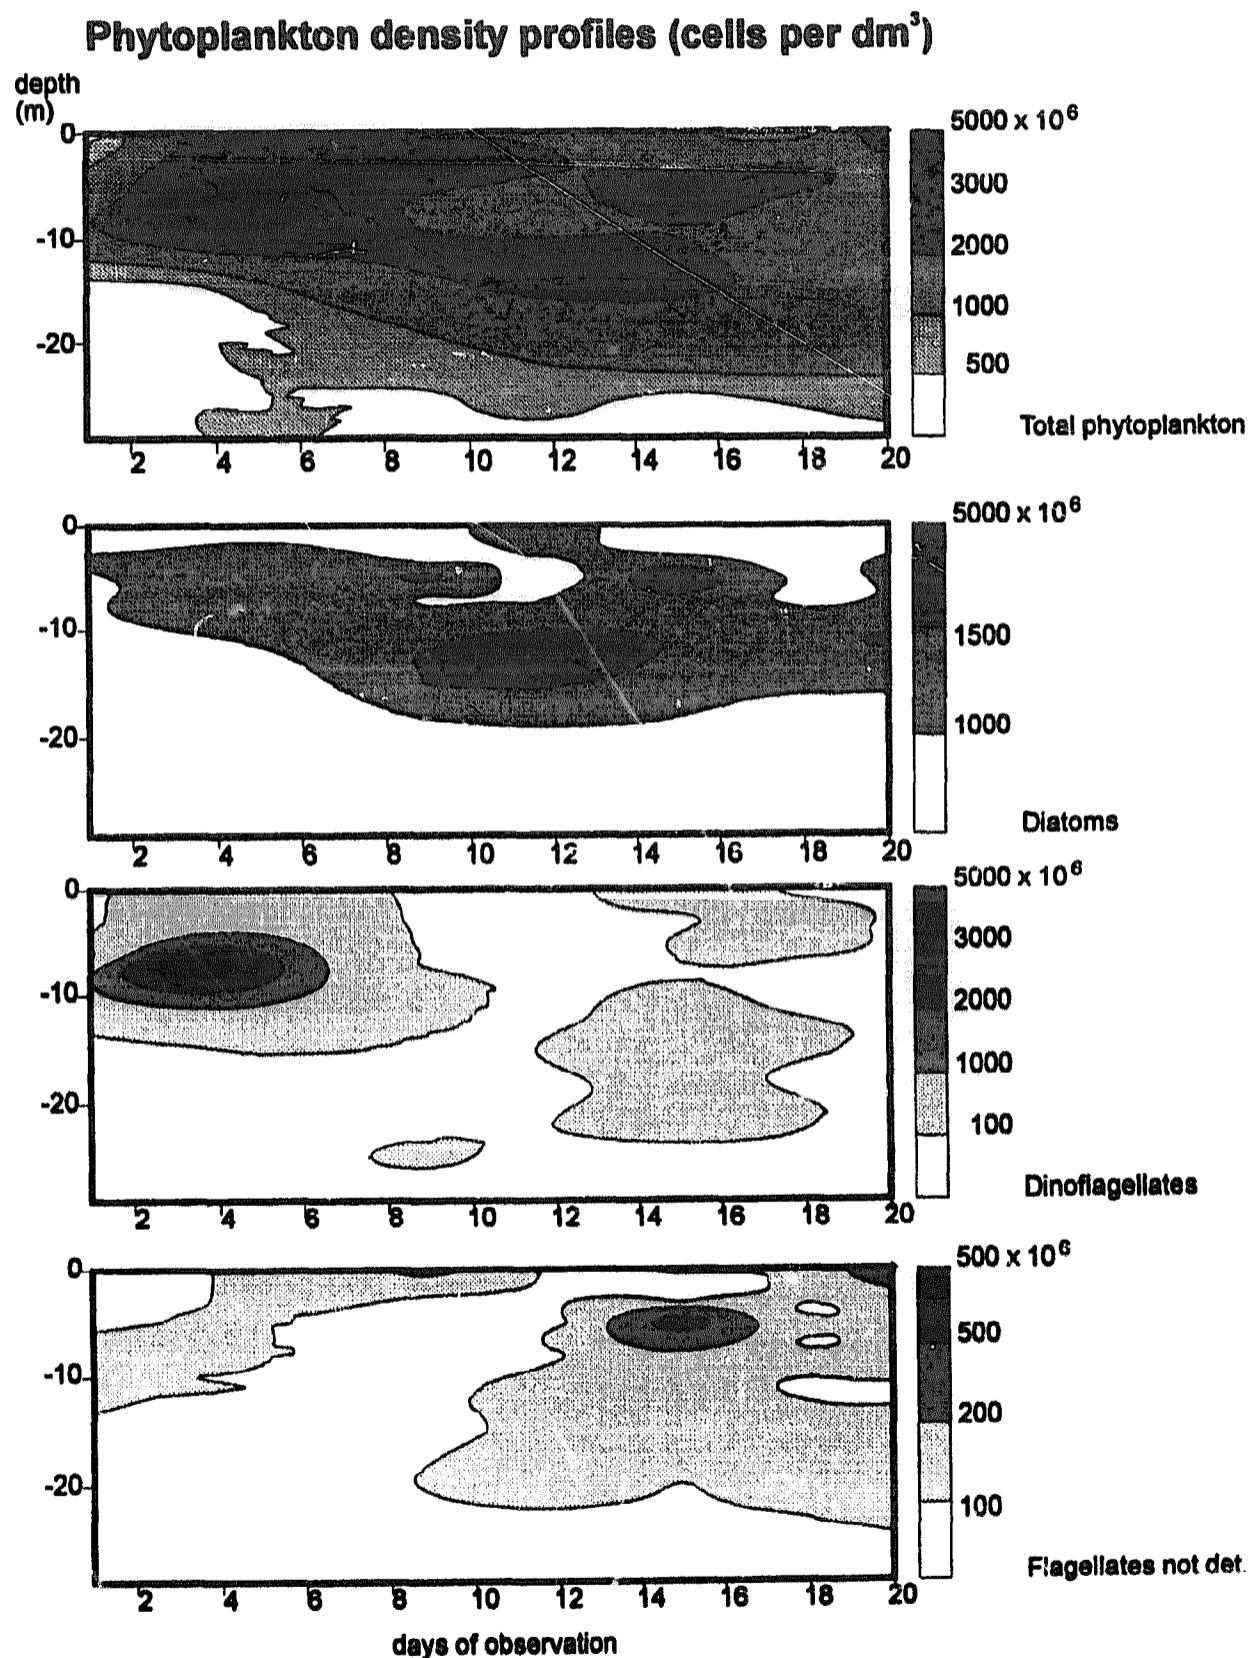 Phytoplankton density profiles (cells per dm³)
depth
(m)
0
-10
-20
5000 x 10⁶
3000
2000
1000
500
Total phytoplankton
2 4 6 8 10 12 14 16 18 20
0
-10
-20
5000 x 10⁶
1500
1000
Diatoms
2 4 6 8 10 12 14 16 18 20
0
-10
-20
5000 x 10⁶
3000
2000
1000
100
Dinoflagellates
2 4 6 8 10 12 14 16 18 20
0
-10
-20
500 x 10⁶
500
200
100
Flagellates not det.
2 4 6 8 10 12 14 16 18 20
days of observation